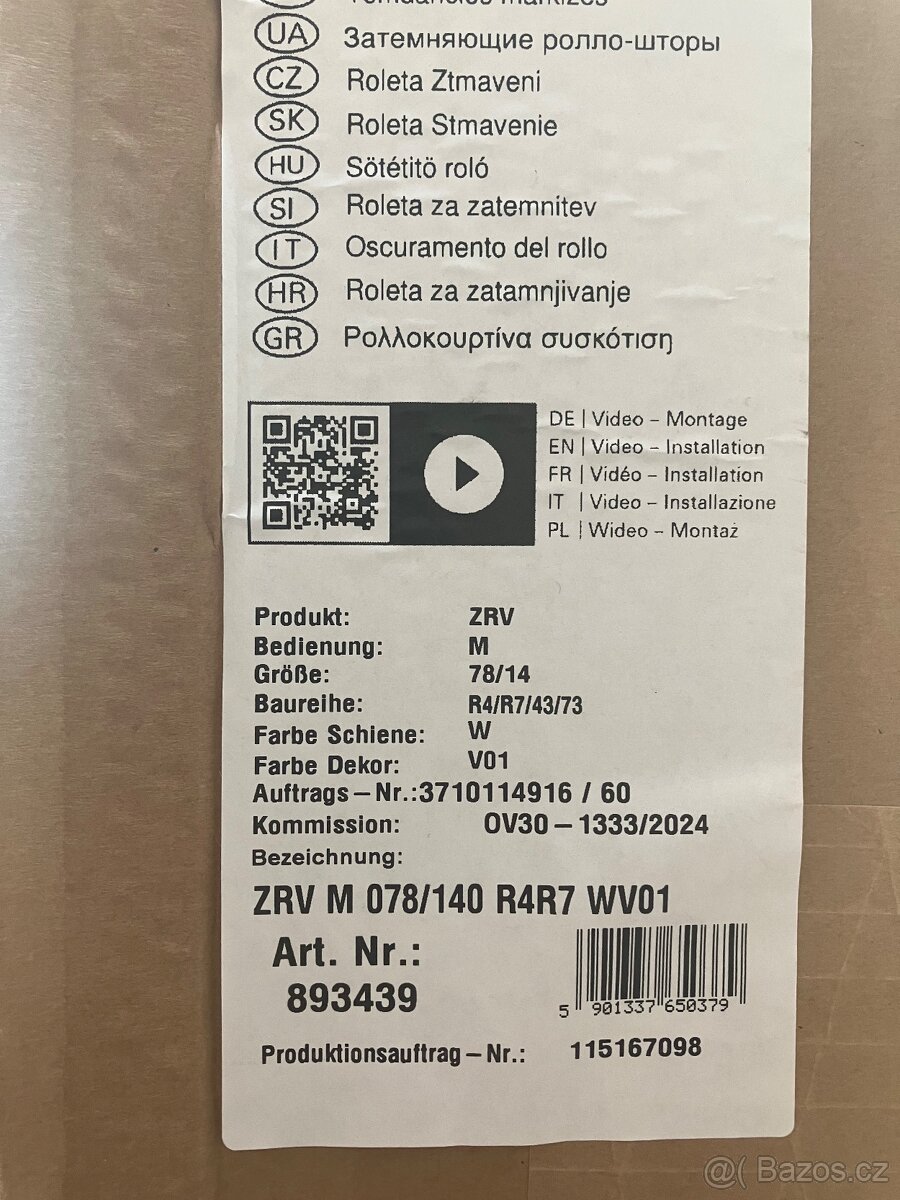 Temdanelos markizes
UA Затемняющие ролло-шторы
CZ Roleta Ztmaveni
SK Roleta Stmavenie
HU Sötétitö roló
SI Roleta za zatemnitev
IT Oscuramento del rollo
HR Roleta za zatamnjivanje
GR Ρολλοκουρτίνα συσκότιση
DE | Video – Montage
EN | Video – Installation
FR | Vidéo – Installation
IT | Video – Installazione
PL | Wideo – Montaż
Produkt: ZRV
Bedienung: M
Größe: 78/14
Baureihe: R4/R7/43/73
Farbe Schiene: W
Farbe Dekor: V01
Auftrags–Nr.:3710114916 / 60
Kommission: OV30–1333/2024
Bezeichnung:
ZRV M 078/140 R4R7 WV01
Art. Nr.:
893439
5 901337 650379
Produktionsauftrag–Nr.: 115167098
@( Bazos.cz